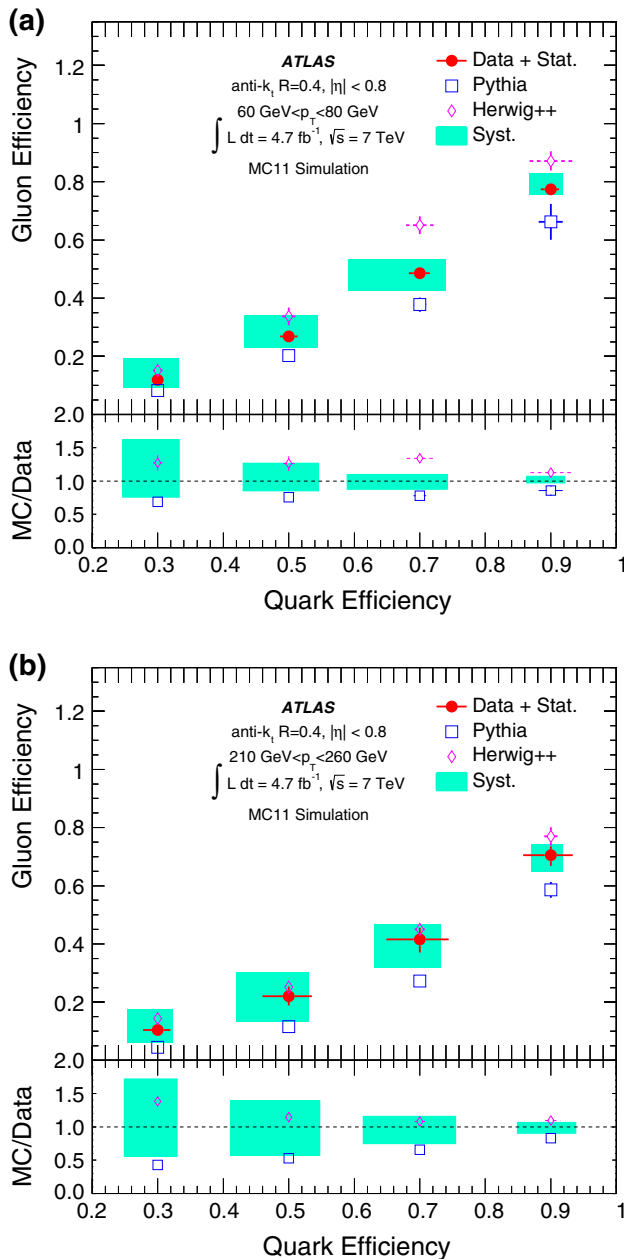 (a)
ATLAS
anti-kt R=0.4, |η| < 0.8
60 GeV<pT<80 GeV
∫ L dt = 4.7 fb-1, √s = 7 TeV
MC11 Simulation
Data + Stat.
Pythia
Herwig++
Syst.
Gluon Efficiency
1.2
1
0.8
0.6
0.4
0.2
MC/Data
2.0
1.5
1.0
0.5
0.0
0.2 0.3 0.4 0.5 0.6 0.7 0.8 0.9 1
Quark Efficiency
(b)
ATLAS
anti-kt R=0.4, |η| < 0.8
210 GeV<pT<260 GeV
∫ L dt = 4.7 fb-1, √s = 7 TeV
MC11 Simulation
Data + Stat.
Pythia
Herwig++
Syst.
Gluon Efficiency
1.2
1
0.8
0.6
0.4
0.2
MC/Data
2.0
1.5
1.0
0.5
0.0
0.2 0.3 0.4 0.5 0.6 0.7 0.8 0.9 1
Quark Efficiency